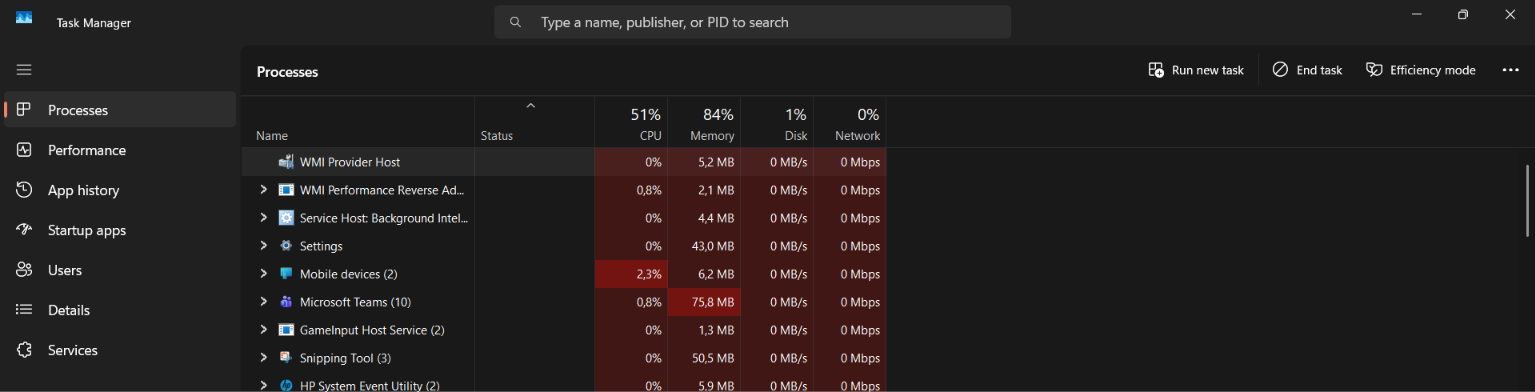 Task Manager
Type a name, publisher, or PID to search
Processes
Run new task
End task
Efficiency mode
Processes
Performance
App history
Startup apps
Users
Details
Services
51% 84% 1% 0%
Name Status CPU Memory Disk Network
WMI Provider Host 0% 5,2 MB 0 MB/s 0 Mbps
WMI Performance Reverse Ad... 0,8% 2,1 MB 0 MB/s 0 Mbps
Service Host: Background Intel... 0% 4,4 MB 0 MB/s 0 Mbps
Settings 0% 43,0 MB 0 MB/s 0 Mbps
Mobile devices (2) 2,3% 6,2 MB 0 MB/s 0 Mbps
Microsoft Teams (10) 0,8% 75,8 MB 0 MB/s 0 Mbps
GameInput Host Service (2) 0% 1,3 MB 0 MB/s 0 Mbps
Snipping Tool (3) 0% 50,5 MB 0 MB/s 0 Mbps
HP System Event Utility (2) 0% 5,9 MB 0 MB/s 0 Mbps